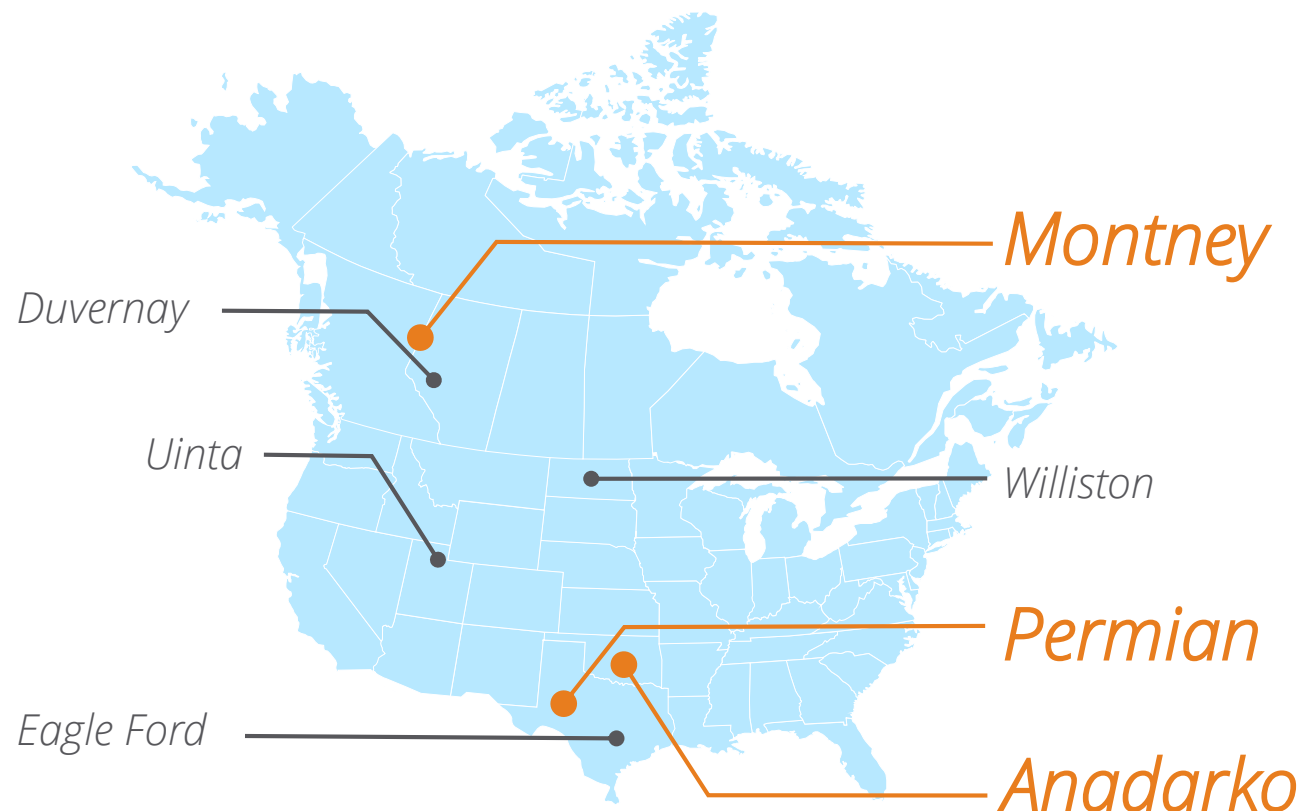 Montney
Duvernay
Uinta
Williston
Permian
Eagle Ford
Anadarko